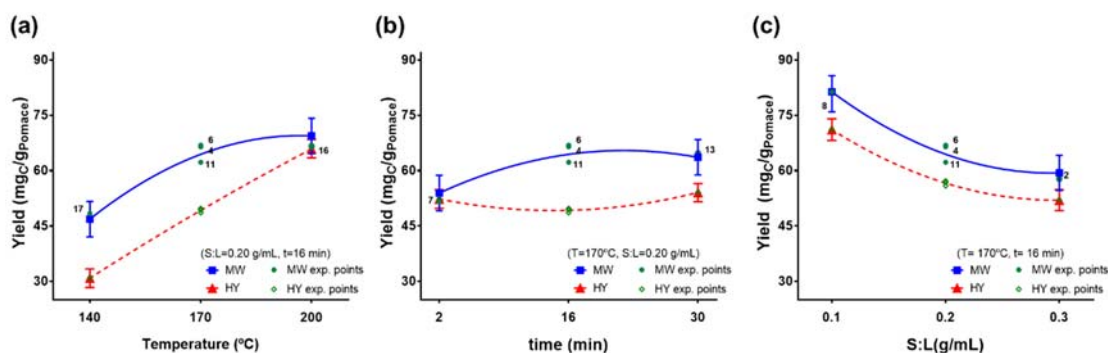 (a)
Yield (mgC/gPomace)
90
75
60
45
30
17
6
4
11
16
(S:L=0.20 g/mL, t=16 min)
MW
MW exp. points
HY
HY exp. points
140
170
200
Temperature (ºC)
(b)
Yield (mgC/gPomace)
90
75
60
45
30
7
6
4
11
13
(T=170ºC, S:L=0.20 g/mL)
MW
MW exp. points
HY
HY exp. points
2
16
30
time (min)
(c)
Yield (mgC/gPomace)
90
75
60
45
30
8
6
4
11
2
(T= 170ºC, t= 16 min)
MW
MW exp. points
HY
HY exp. points
0.1
0.2
0.3
S:L(g/mL)